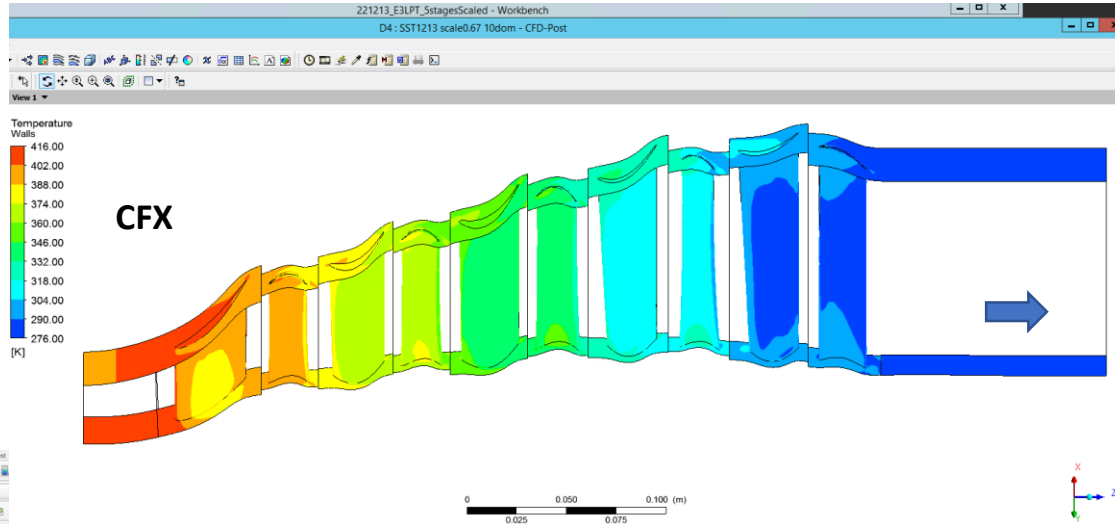 221213_E3LPT_5stagesScaled - Workbench
D4 : SST1213 scale0.67 10dom - CFD-Post
View 1
Temperature
Walls
416.00
402.00
388.00
374.00
360.00
346.00
332.00
318.00
304.00
290.00
276.00
[K]
CFX
0
0.050
0.100 (m)
0.025
0.075
X
Y
Z